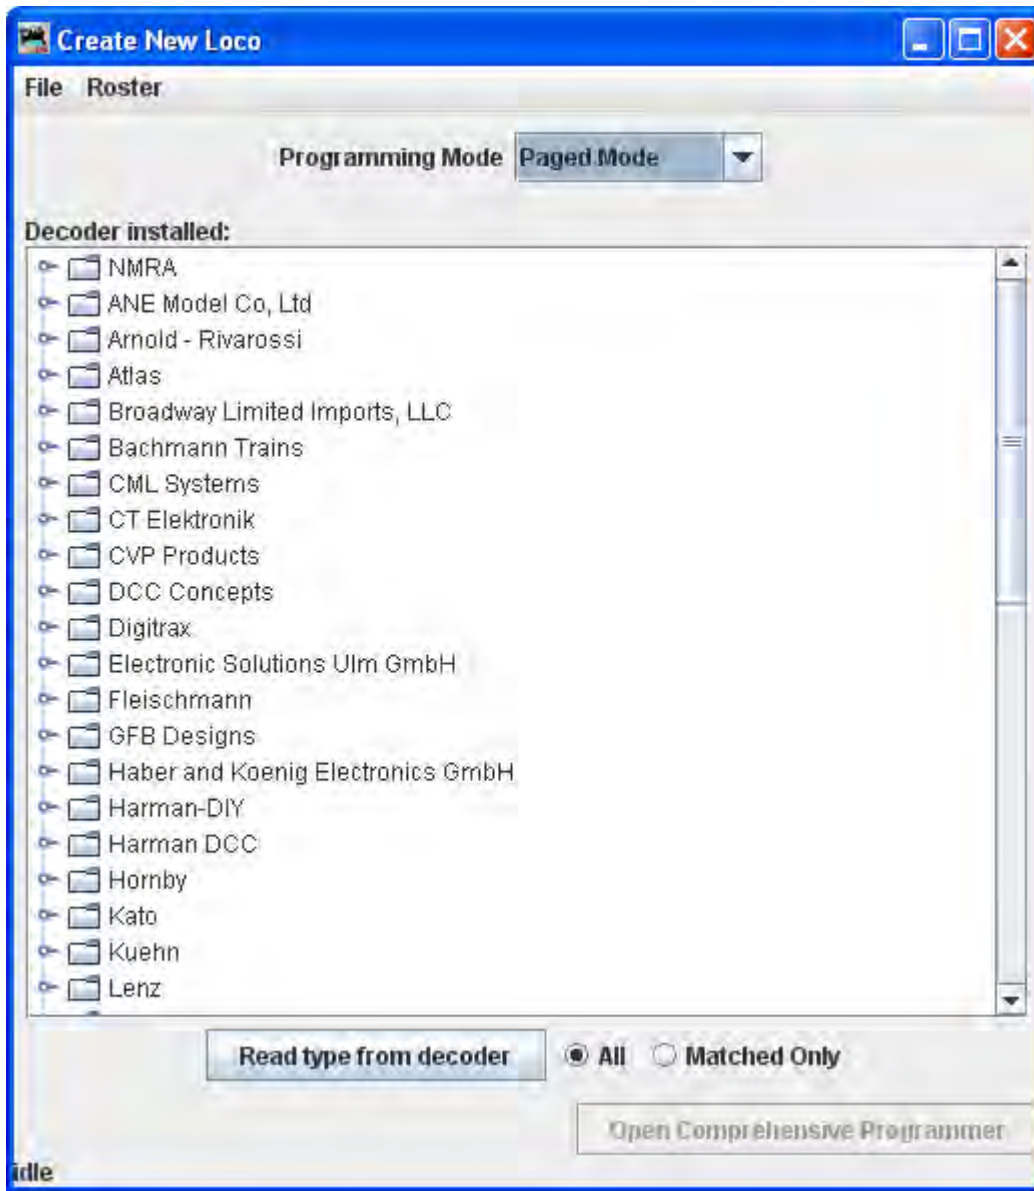 Create New Loco
File Roster
Programming Mode Paged Mode
Decoder installed:
NMRA
ANE Model Co, Ltd
Arnold - Rivarossi
Atlas
Broadway Limited Imports, LLC
Bachmann Trains
CML Systems
CT Elektronik
CVP Products
DCC Concepts
Digitrax
Electronic Solutions Ulm GmbH
Fleischmann
GFB Designs
Haber and Koenig Electronics GmbH
Harman-DIY
Harman DCC
Hornby
Kato
Kuehn
Lenz
Read type from decoder All Matched Only
Open Comprehensive Programmer
idle